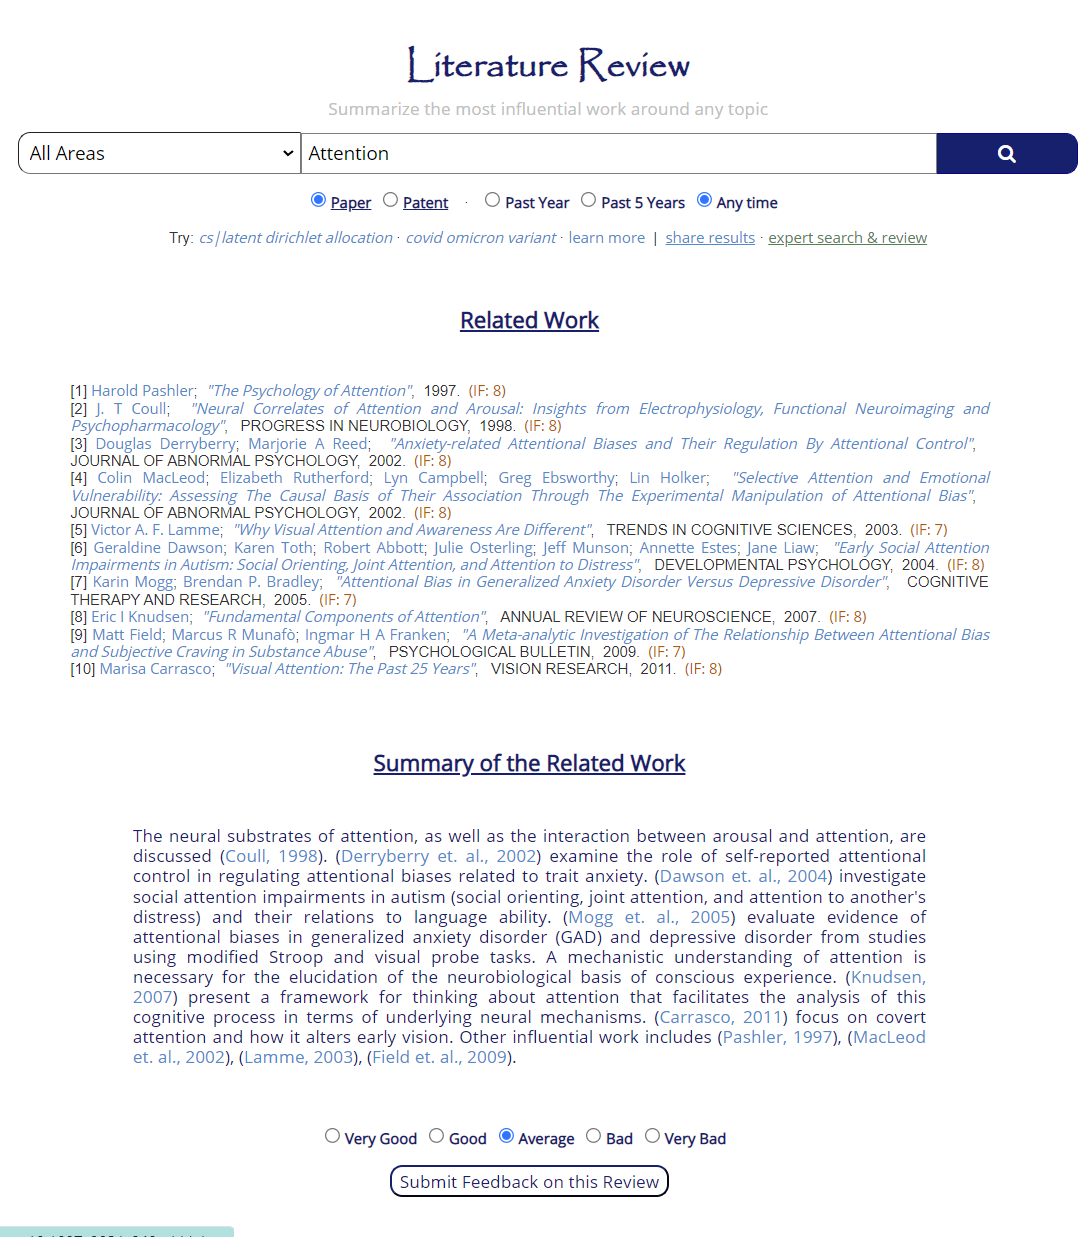 Literature Review
Summarize the most influential work around any topic
All Areas Attention
Paper Patent · Past Year Past 5 Years Any time
Try: cs|latent dirichlet allocation · covid omicron variant · learn more | share results · expert search & review
Related Work
[1] Harold Pashler; "The Psychology of Attention", 1997. (IF: 8)
[2] J. T Coull; "Neural Correlates of Attention and Arousal: Insights from Electrophysiology, Functional Neuroimaging and
Psychopharmacology", PROGRESS IN NEUROBIOLOGY, 1998. (IF: 8)
[3] Douglas Derryberry; Marjorie A Reed; "Anxiety-related Attentional Biases and Their Regulation By Attentional Control",
JOURNAL OF ABNORMAL PSYCHOLOGY, 2002. (IF: 8)
[4] Colin MacLeod; Elizabeth Rutherford; Lyn Campbell; Greg Ebsworthy; Lin Holker; "Selective Attention and Emotional
Vulnerability: Assessing The Causal Basis of Their Association Through The Experimental Manipulation of Attentional Bias",
JOURNAL OF ABNORMAL PSYCHOLOGY, 2002. (IF: 8)
[5] Victor A. F. Lamme; "Why Visual Attention and Awareness Are Different", TRENDS IN COGNITIVE SCIENCES, 2003. (IF: 7)
[6] Geraldine Dawson; Karen Toth; Robert Abbott; Julie Osterling; Jeff Munson; Annette Estes; Jane Liaw; "Early Social Attention
Impairments in Autism: Social Orienting, Joint Attention, and Attention to Distress", DEVELOPMENTAL PSYCHOLOGY, 2004. (IF: 8)
[7] Karin Mogg; Brendan P. Bradley; "Attentional Bias in Generalized Anxiety Disorder Versus Depressive Disorder", COGNITIVE
THERAPY AND RESEARCH, 2005. (IF: 7)
[8] Eric I Knudsen; "Fundamental Components of Attention", ANNUAL REVIEW OF NEUROSCIENCE, 2007. (IF: 8)
[9] Matt Field; Marcus R Munafò; Ingmar H A Franken; "A Meta-analytic Investigation of The Relationship Between Attentional Bias
and Subjective Craving in Substance Abuse", PSYCHOLOGICAL BULLETIN, 2009. (IF: 7)
[10] Marisa Carrasco; "Visual Attention: The Past 25 Years", VISION RESEARCH, 2011. (IF: 8)
Summary of the Related Work
The neural substrates of attention, as well as the interaction between arousal and attention, are
discussed (Coull, 1998). (Derryberry et. al., 2002) examine the role of self-reported attentional
control in regulating attentional biases related to trait anxiety. (Dawson et. al., 2004) investigate
social attention impairments in autism (social orienting, joint attention, and attention to another's
distress) and their relations to language ability. (Mogg et. al., 2005) evaluate evidence of
attentional biases in generalized anxiety disorder (GAD) and depressive disorder from studies
using modified Stroop and visual probe tasks. A mechanistic understanding of attention is
necessary for the elucidation of the neurobiological basis of conscious experience. (Knudsen,
2007) present a framework for thinking about attention that facilitates the analysis of this
cognitive process in terms of underlying neural mechanisms. (Carrasco, 2011) focus on covert
attention and how it alters early vision. Other influential work includes (Pashler, 1997), (MacLeod
et. al., 2002), (Lamme, 2003), (Field et. al., 2009).
Very Good Good Average Bad Very Bad
Submit Feedback on this Review